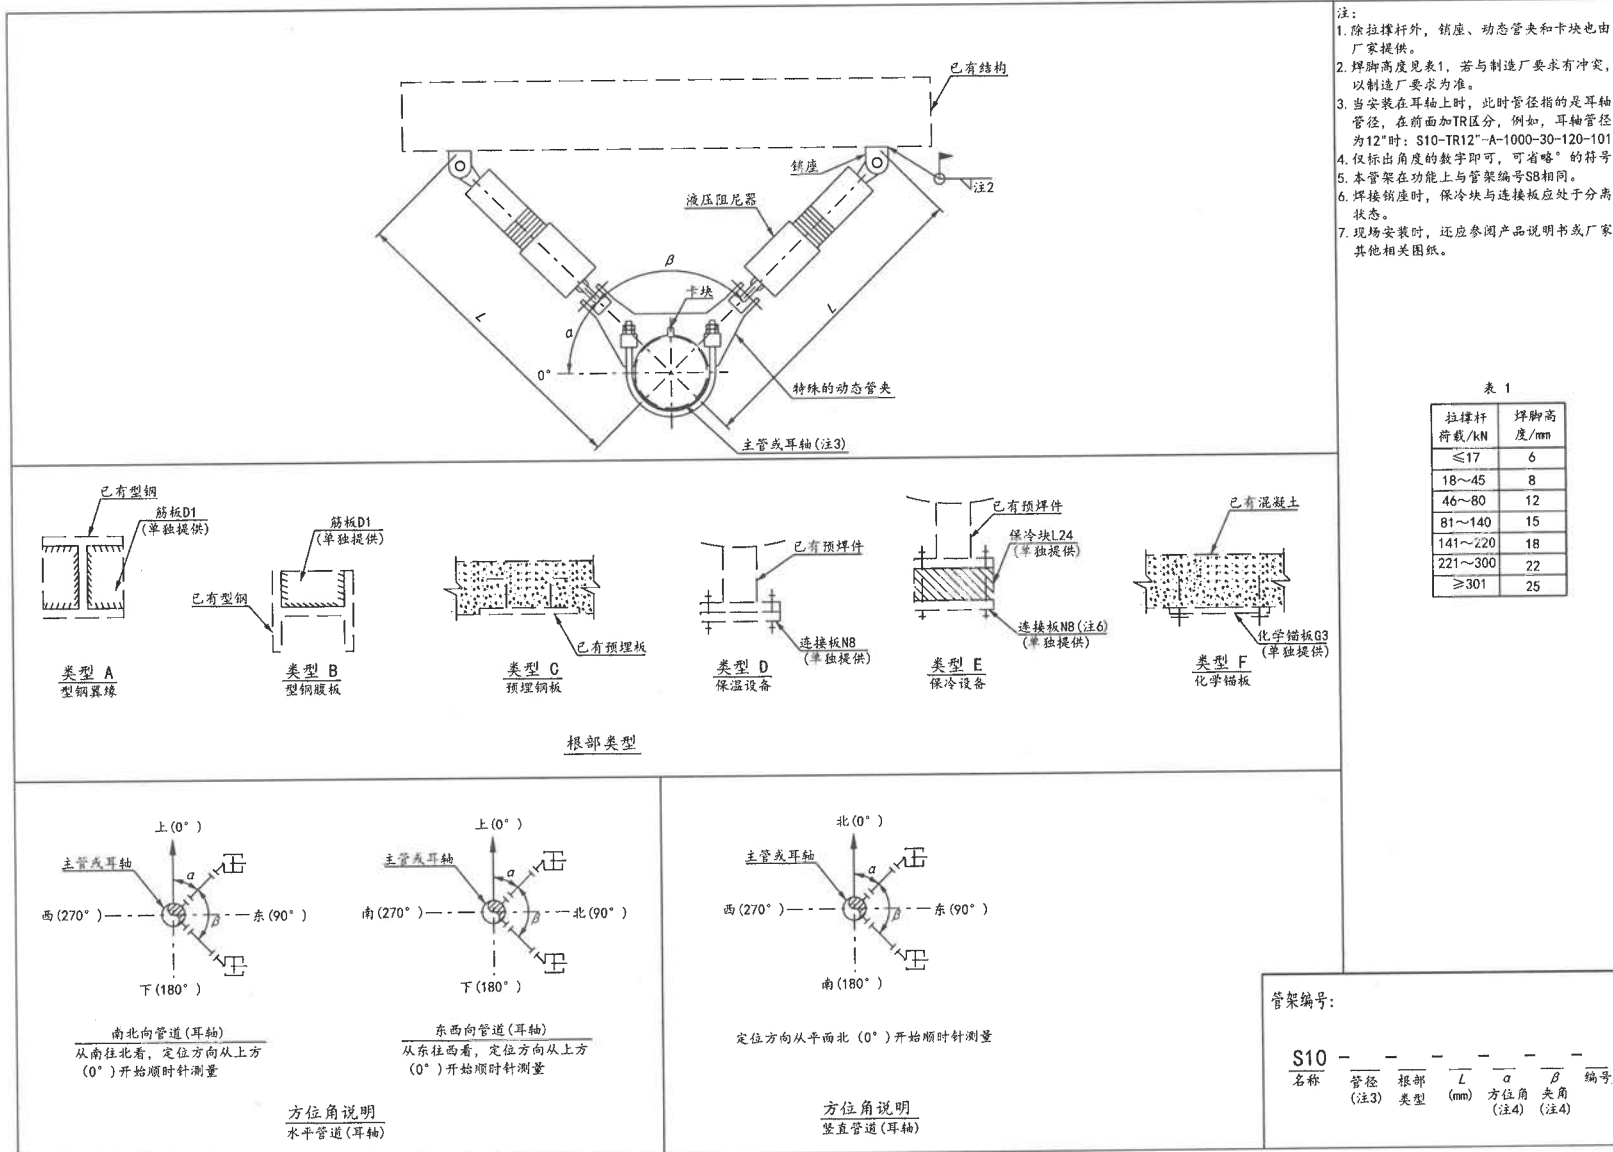 注:
1.除拉撑杆外, 销座、动态管夹和卡块也由
厂家提供。
2.焊脚高度见表1, 若与制造厂要求有冲突,
以制造厂要求为准。
3.当安装在耳轴上时, 此时管径指的是耳轴
管径, 在前面加TR区分, 例如, 耳轴管径
为12"时: S10-TR12"-A-1000-30-120-101
4.仅标出角度的数字即可, 可省略°的符号
5.本管架在功能上与管架编号S8相同。
6.焊接销座时, 保冷块与连接板应处于分离
状态。
7.现场安装时, 还应参阅产品说明书或厂家
其他相关图纸。
已有结构
销座
注2
液压阻尼器
β
卡块
L
L
α
0°
特殊的动态管夹
主管或耳轴(注3)
表 1
拉撑杆
荷载/kN
焊脚高
度/mm
≤17 6
18～45 8
46～80 12
81～140 15
141～220 18
221～300 22
≥301 25
已有型钢
筋板D1
(单独提供)
类型 A
型钢翼缘
筋板D1
(单独提供)
已有型钢
类型 B
型钢腹板
已有预埋板
类型 C
预埋钢板
已有预焊件
连接板N8
(单独提供)
类型 D
保温设备
已有预焊件
保冷块L24
(单独提供)
连接板N8(注6)
(单独提供)
类型 E
保冷设备
已有混凝土
化学锚板G3
(单独提供)
类型 F
化学锚板
根部类型
上(0°)
主管或耳轴
α
西(270°)
东(90°)
β
下(180°)
南北向管道(耳轴)
从南往北看, 定位方向从上方
(0°)开始顺时针测量
上(0°)
主管或耳轴
α
南(270°)
北(90°)
β
下(180°)
东西向管道(耳轴)
从东往西看, 定位方向从上方
(0°)开始顺时针测量
方位角说明
水平管道(耳轴)
北(0°)
主管或耳轴
α
西(270°)
东(90°)
β
南(180°)
定位方向从平面北 (0°)开始顺时针测量
方位角说明
竖直管道(耳轴)
管架编号:
S10 - - - - - -
名称 管径 根部 L α β 编号
(注3) 类型 (mm) 方位角 夹角
(注4) (注4)